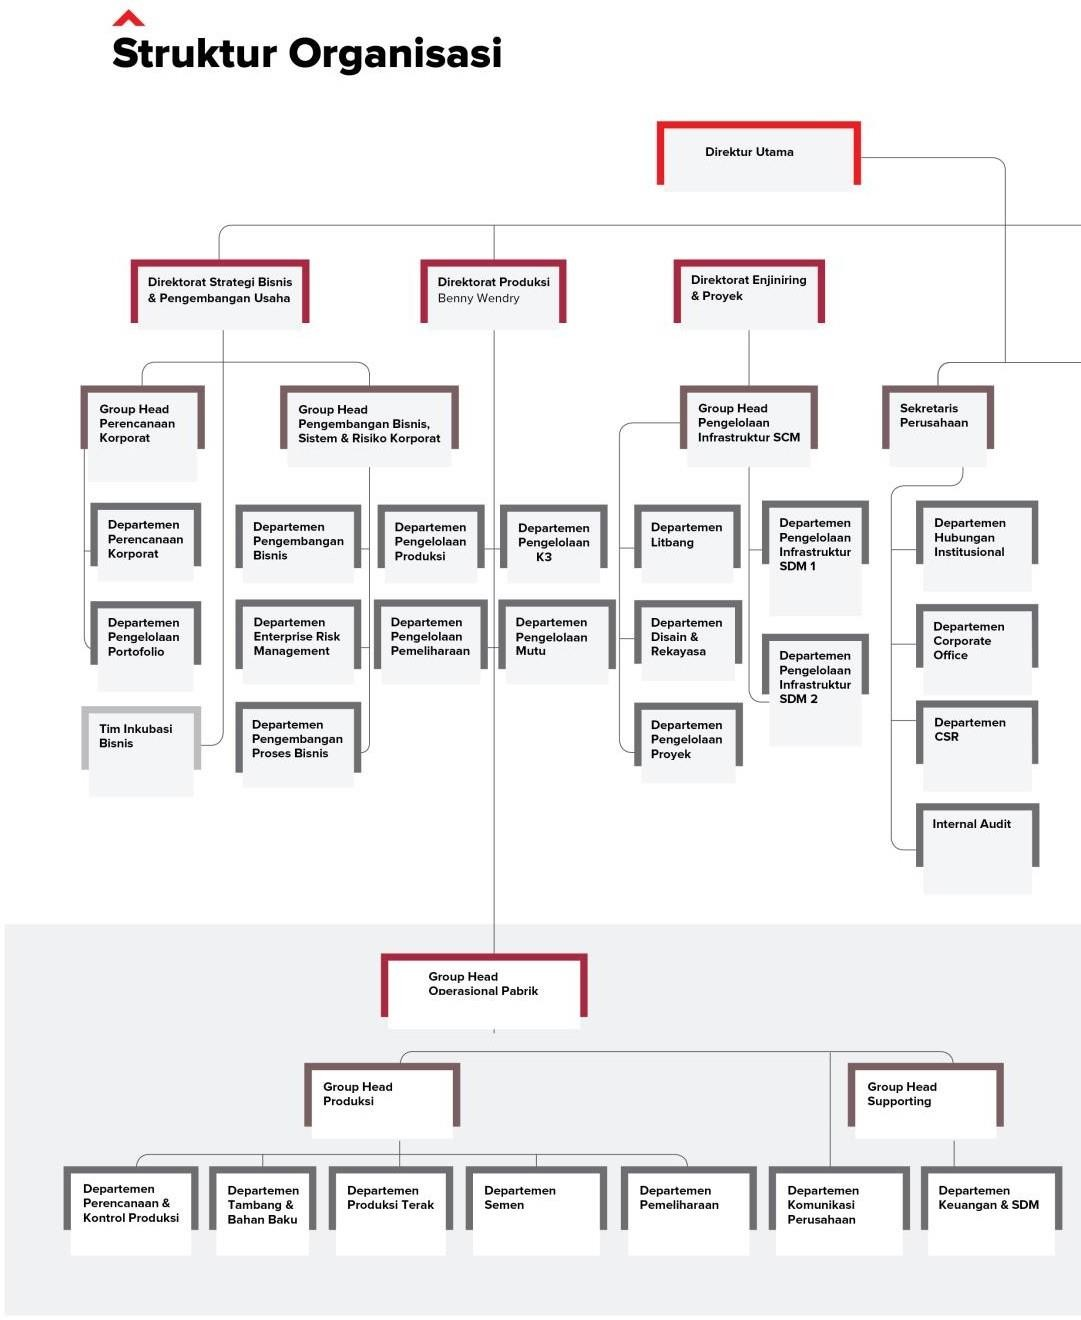 Struktur Organisasi
Direktur Utama
Direktorat Strategi Bisnis
& Pengembangan Usaha
Direktorat Produksi
Benny Wendry
Direktorat Enjiniring
& Proyek
Group Head
Perencanaan
Korporat
Group Head
Pengembangan Bisnis,
Sistem & Risiko Korporat
Group Head
Pengelolaan
Infrastruktur SCM
Sekretaris
Perusahaan
Departemen
Perencanaan
Korporat
Departemen
Pengembangan
Bisnis
Departemen
Pengelolaan
Produksi
Departemen
Pengelolaan
K3
Departemen
Litbang
Departemen
Pengelolaan
Infrastruktur
SDM 1
Departemen
Hubungan
Institusional
Departemen
Pengelolaan
Portofolio
Departemen
Enterprise Risk
Management
Departemen
Pengelolaan
Pemeliharaan
Departemen
Pengelolaan
Mutu
Departemen
Disain &
Rekayasa
Departemen
Pengelolaan
Infrastruktur
SDM 2
Departemen
Corporate
Office
Tim Inkubasi
Bisnis
Departemen
Pengembangan
Proses Bisnis
Departemen
Pengelolaan
Proyek
Departemen
CSR
Internal Audit
Group Head
Operasional Pabrik
Group Head
Produksi
Group Head
Supporting
Departemen
Perencanaan &
Kontrol Produksi
Departemen
Tambang &
Bahan Baku
Departemen
Produksi Terak
Departemen
Semen
Departemen
Pemeliharaan
Departemen
Komunikasi
Perusahaan
Departemen
Keuangan & SDM